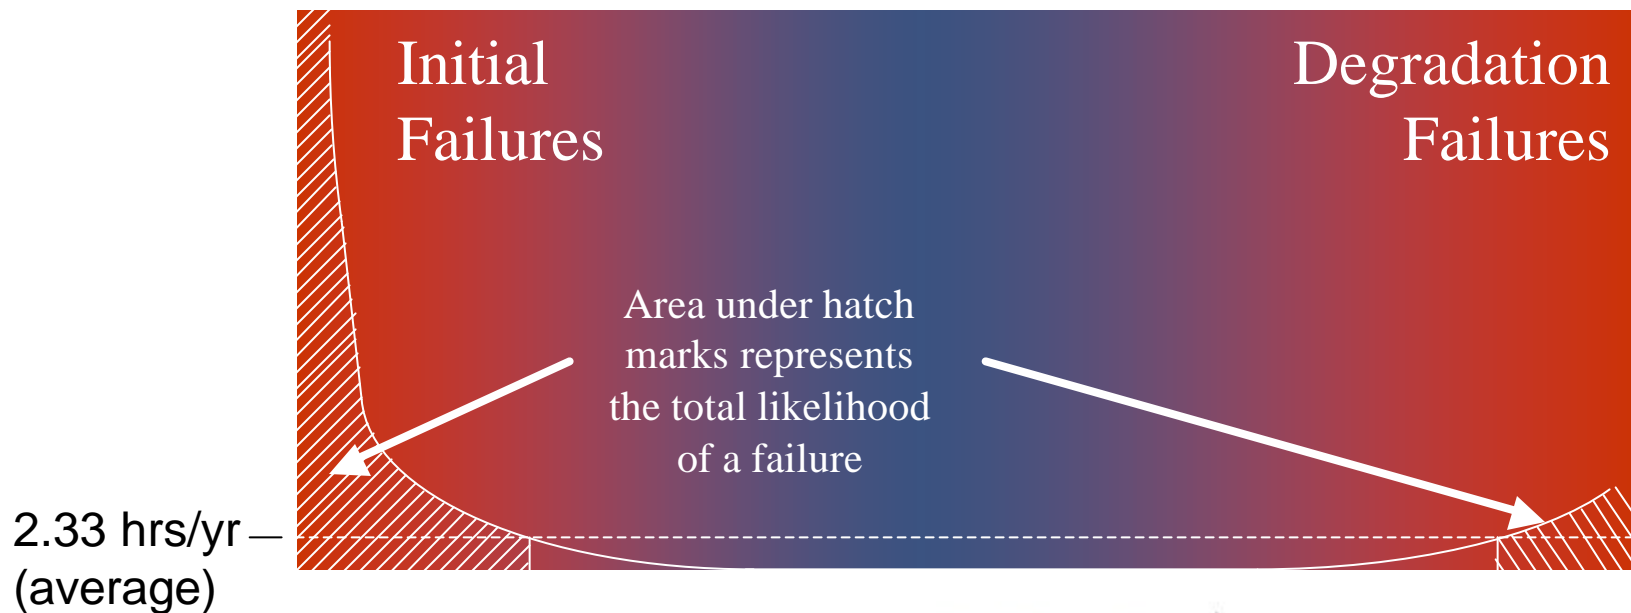 Initial
Failures
Degradation
Failures
Area under hatch
marks represents
the total likelihood
of a failure
2.33 hrs/yr
(average)